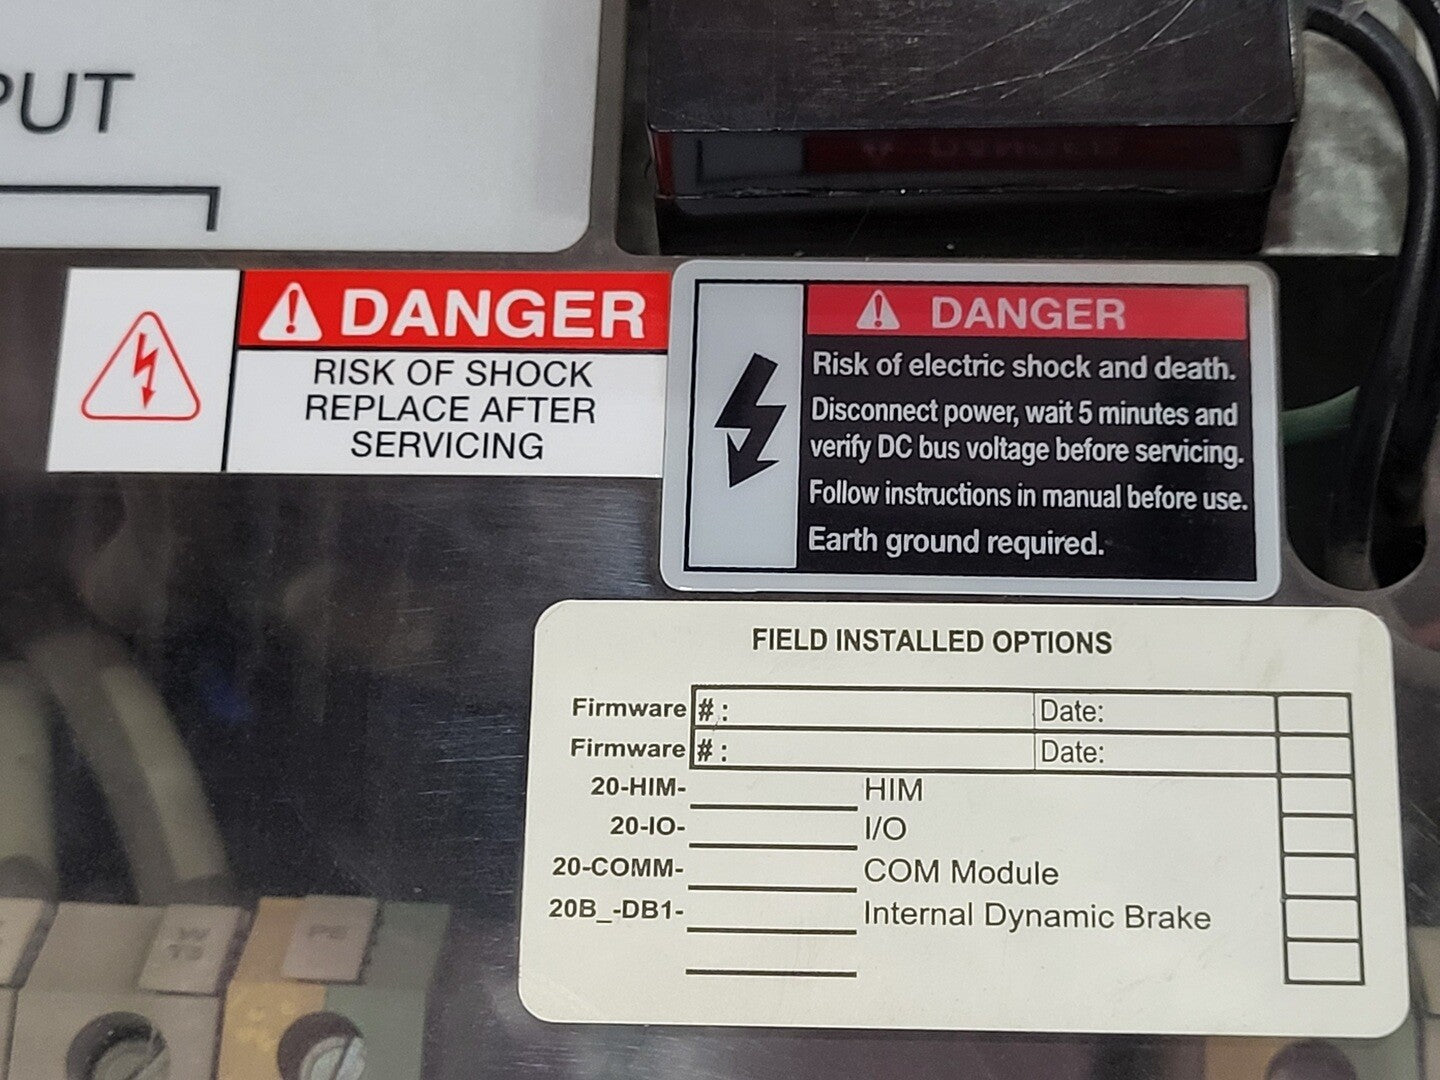 PUT
DANGER
RISK OF SHOCK
REPLACE AFTER
SERVICING
DANGER
Risk of electric shock and death.
Disconnect power, wait 5 minutes and
verify DC bus voltage before servicing.
Follow instructions in manual before use.
Earth ground required.
FIELD INSTALLED OPTIONS
Firmware #: Date:
Firmware #: Date:
20-HIM- HIM
20-IO- I/O
20-COMM- COM Module
20B_-DB1- Internal Dynamic Brake
PE